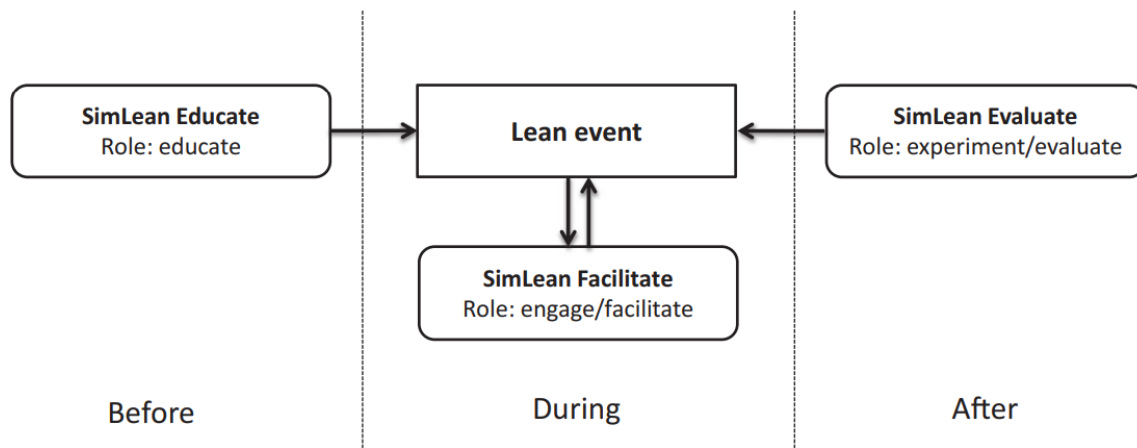 SimLean Educate
Role: educate
Lean event
SimLean Evaluate
Role: experiment/evaluate
SimLean Facilitate
Role: engage/facilitate
Before
During
After